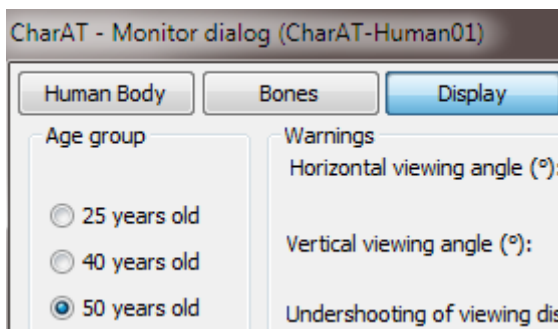 CharAT - Monitor dialog (CharAT-Human01)
Human Body Bones Display
Age group Warnings
Horizontal viewing angle (°):
25 years old
Vertical viewing angle (°):
40 years old
50 years old
Undershooting of viewing